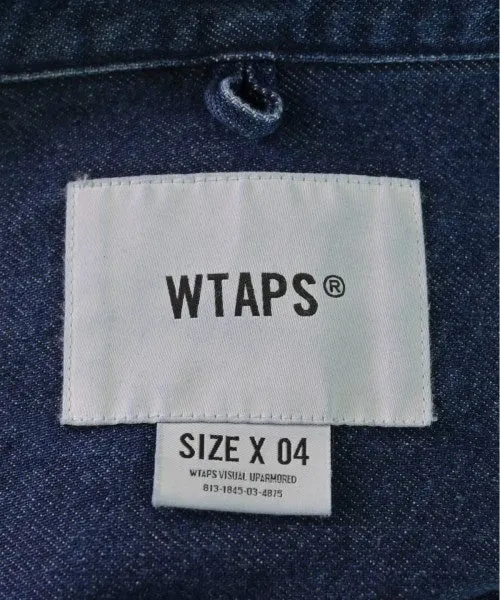 WTAPS®
SIZE X 04
WTAPS VISUAL UPARMORED
813-1845-03-4875